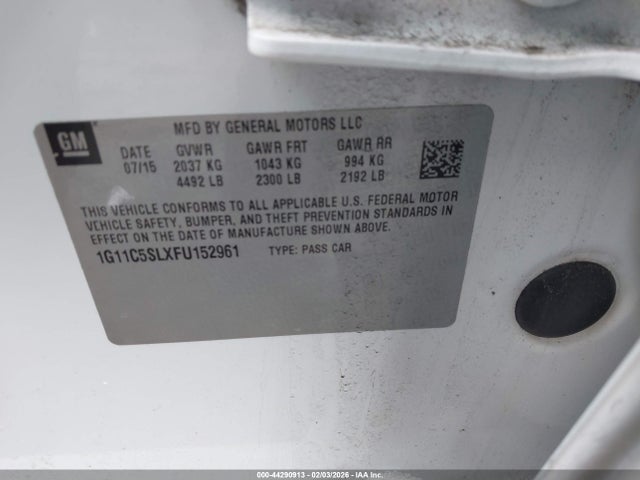 GM
MFD BY GENERAL MOTORS LLC
DATE GVWR GAWR FRT GAWR RR
07/15 2037 KG 1043 KG 994 KG
4492 LB 2300 LB 2192 LB
THIS VEHICLE CONFORMS TO ALL APPLICABLE U.S. FEDERAL MOTOR
VEHICLE SAFETY, BUMPER, AND THEFT PREVENTION STANDARDS IN
EFFECT ON THE DATE OF MANUFACTURE SHOWN ABOVE.
1G11C5SLXFU152961 TYPE: PASS CAR
000-44290913 - 02/03/2026 - IAA Inc.